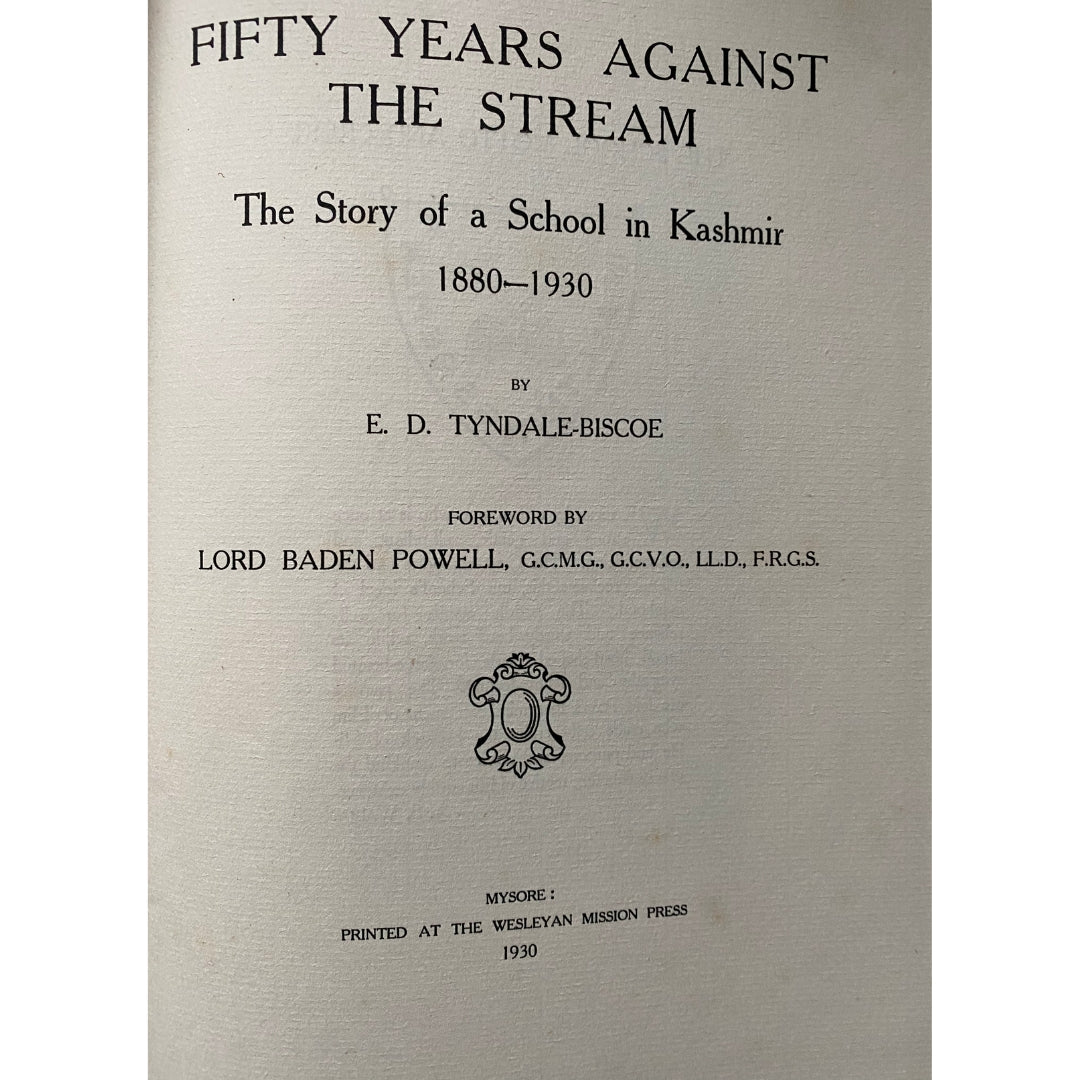 FIFTY YEARS AGAINST
THE STREAM
The Story of a School in Kashmir
1880—1930
BY
E. D. TYNDALE-BISCOE
FOREWORD BY
LORD BADEN POWELL, G.C.M.G., G.C.V.O., LL.D., F.R.G.S.
MYSORE:
PRINTED AT THE WESLEYAN MISSION PRESS
1930